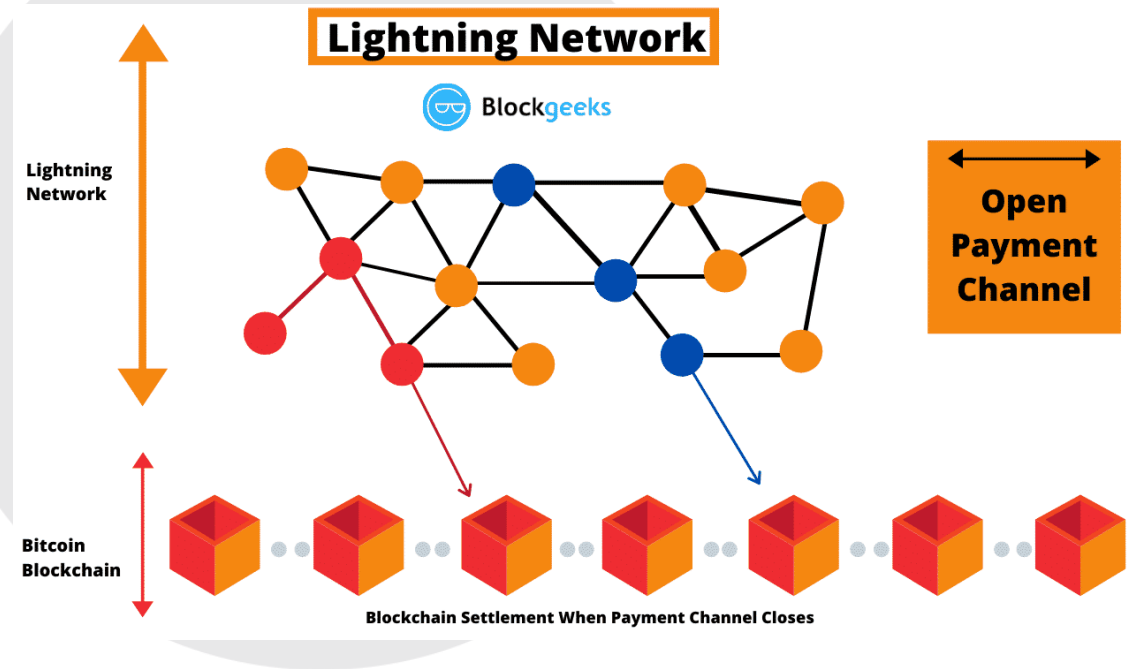 Lightning Network
Blockgeeks
Lightning
Network
Open
Payment
Channel
Bitcoin
Blockchain
Blockchain Settlement When Payment Channel Closes